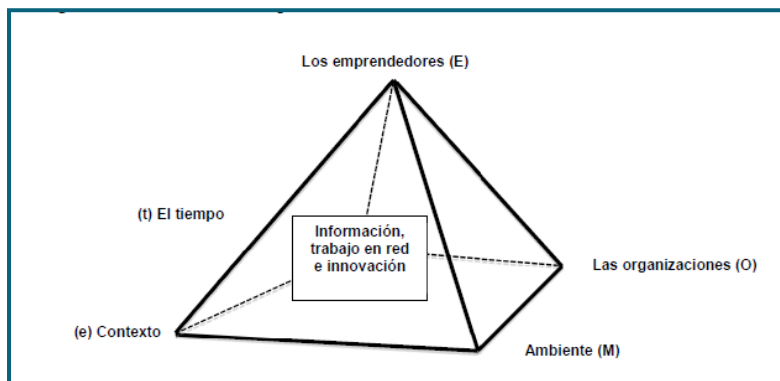 Los emprendedores (E)
(t) El tiempo
Información,
trabajo en red
e innovación
Las organizaciones (O)
(e) Contexto
Ambiente (M)